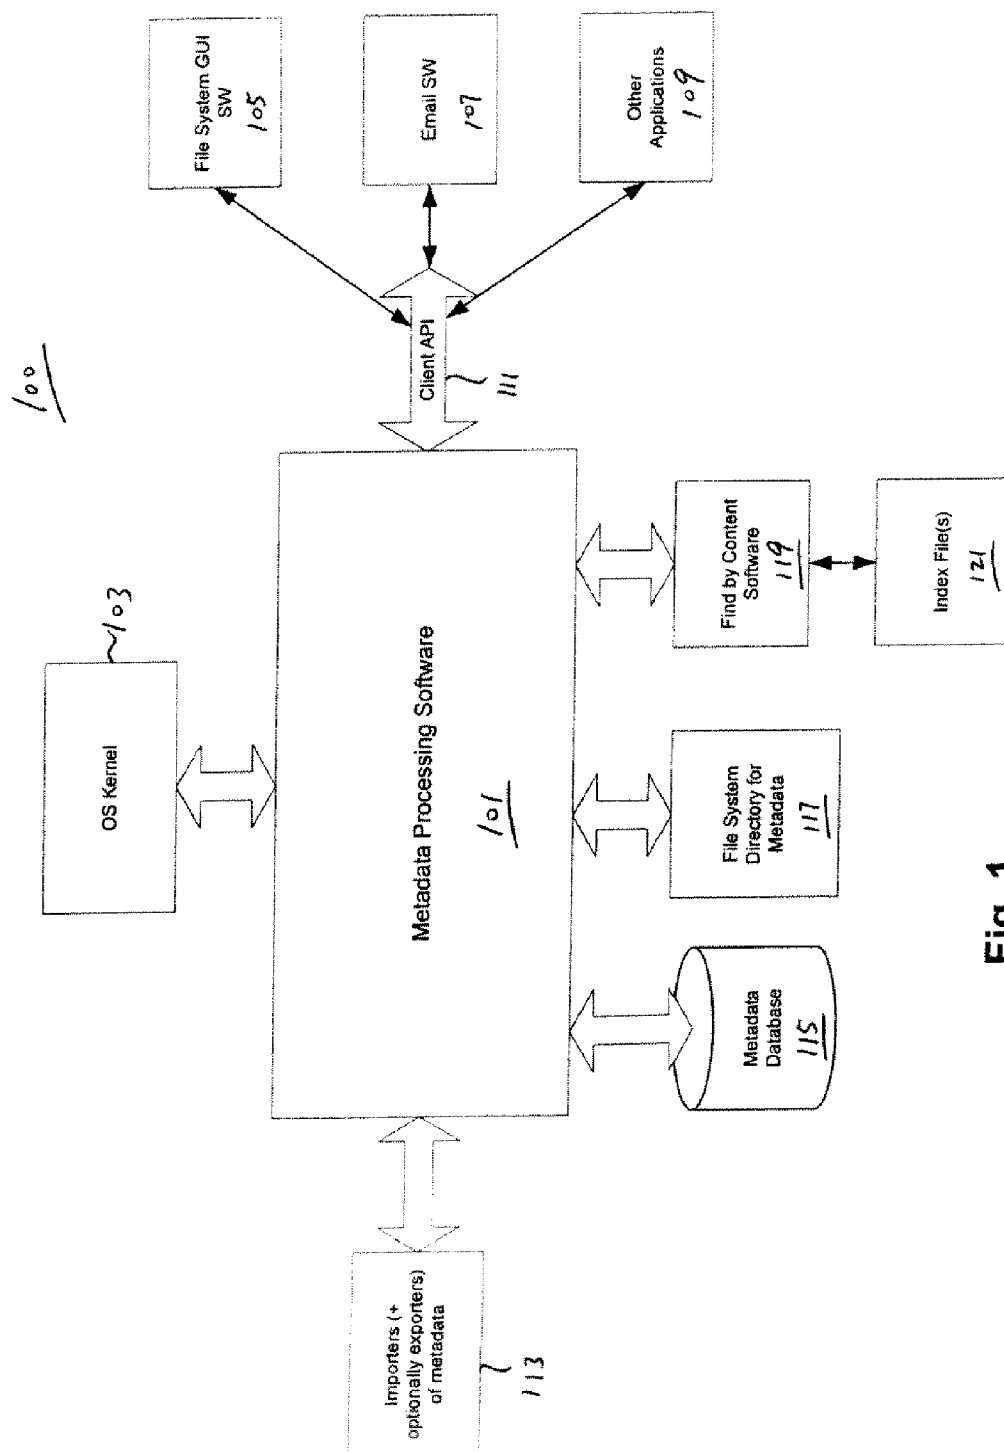 100
OS Kernel
103
File System GUI
SW
105
Email SW
107
Other
Applications
109
Client API
111
Metadata Processing Software
101
Importers (+
optionally exporters)
of metadata
113
Metadata
Database
115
File System
Directory for
Metadata
117
Find by Content
Software
119
Index File(s)
121
Fig. 1